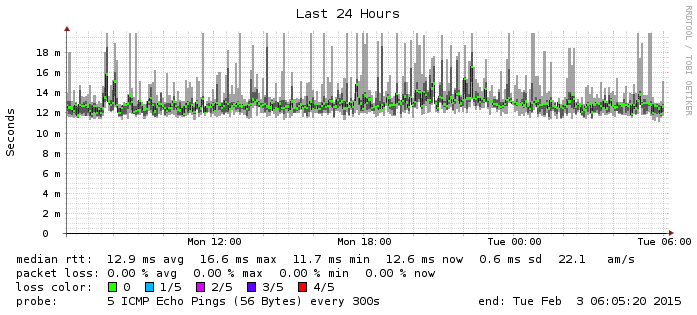 Last 24 Hours
RRDTOOL / TOBI OETIKER
Seconds
18 m
16 m
14 m
12 m
10 m
8 m
6 m
4 m
2 m
0
Mon 12:00 Mon 18:00 Tue 00:00 Tue 06:00
median rtt: 12.9 ms avg 16.6 ms max 11.7 ms min 12.6 ms now 0.6 ms sd 22.1 am/s
packet loss: 0.00 % avg 0.00 % max 0.00 % min 0.00 % now
loss color: 0 1/5 2/5 3/5 4/5
probe: 5 ICMP Echo Pings (56 Bytes) every 300s end: Tue Feb 3 06:05:20 2015